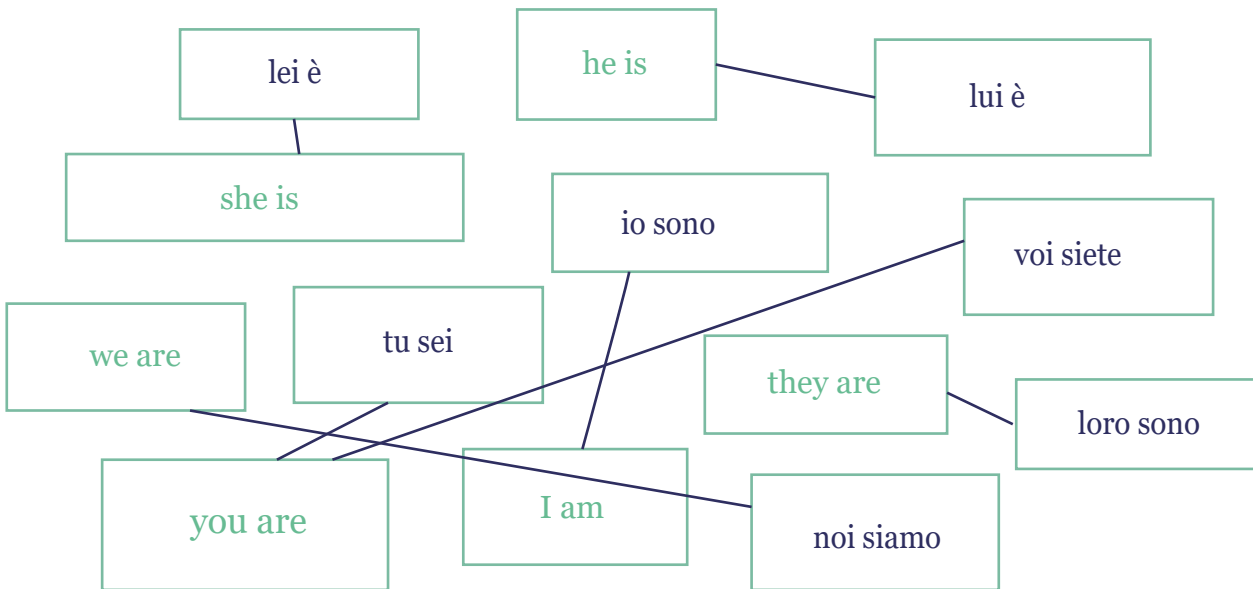 lei è
he is
lui è
she is
io sono
voi siete
we are
tu sei
they are
loro sono
you are
I am
noi siamo